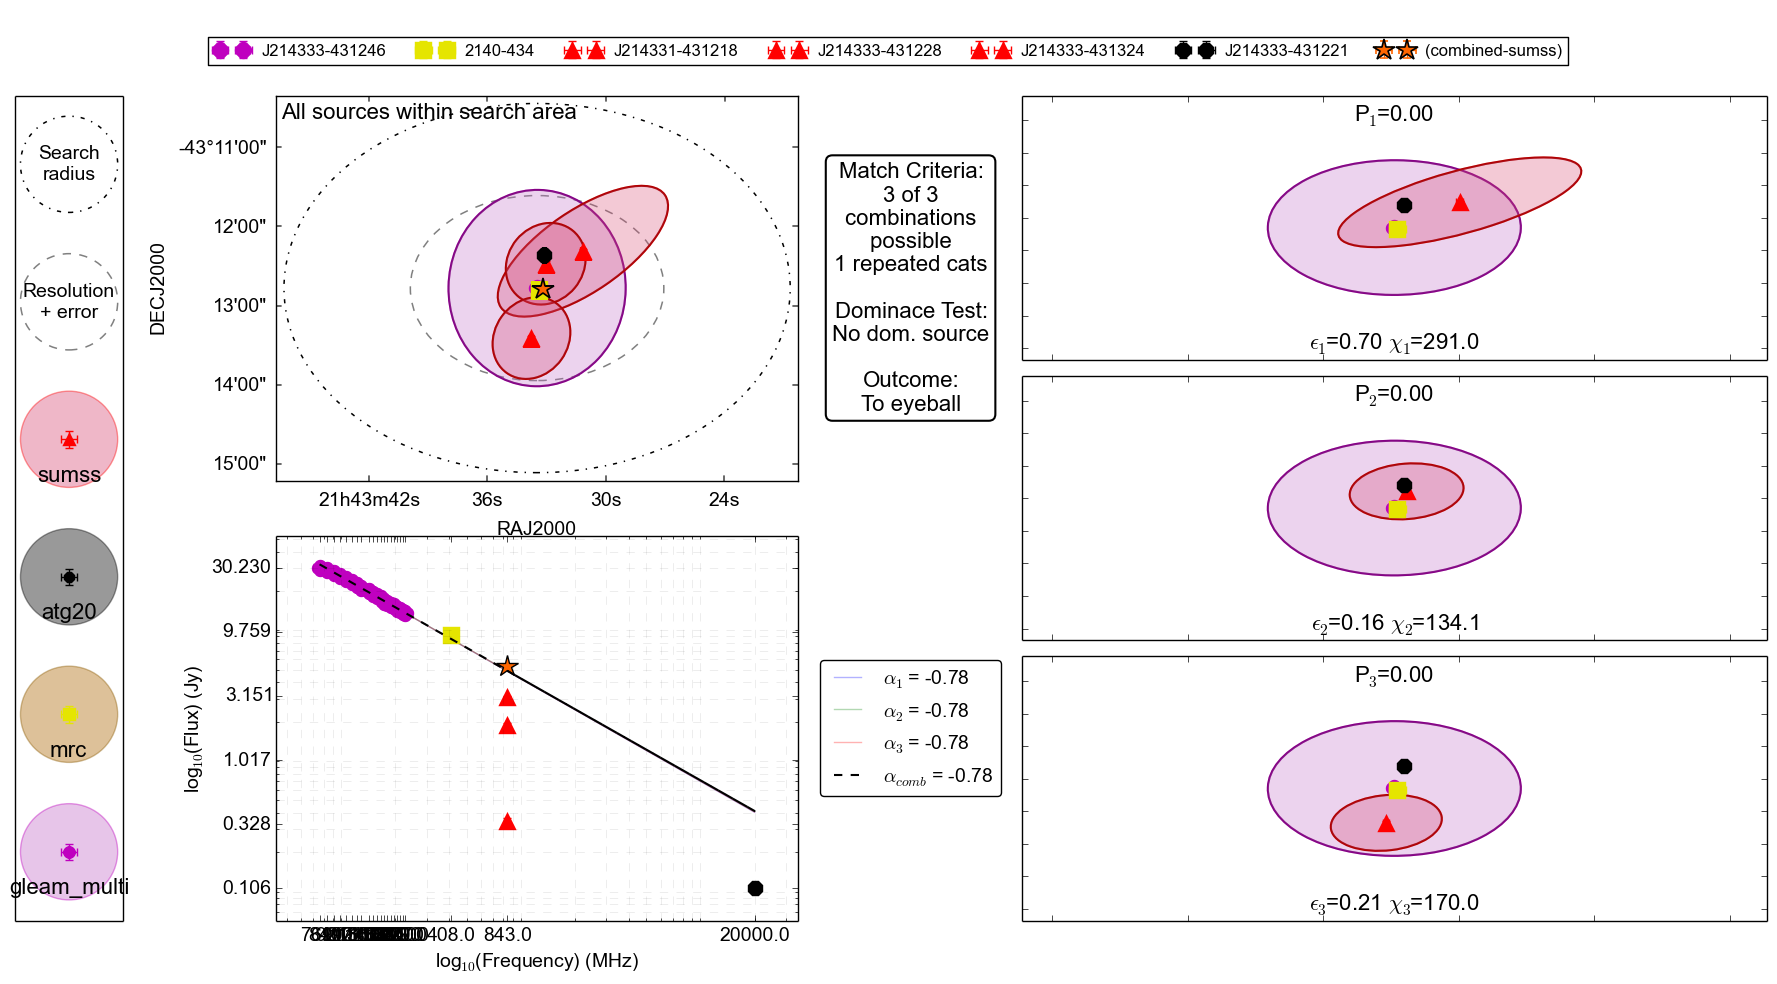 J214333-431246 2140-434 J214331-431218 J214333-431228 J214333-431324 J214333-431221 (combined-sumss)
Search
radius
Resolution
+ error
sumss
atg20
mrc
gleam_multi
All sources within search area
DECJ2000
-43°11'00"
12'00"
13'00"
14'00"
15'00"
21h43m42s 36s 30s 24s
RAJ2000
Match Criteria:
3 of 3
combinations
possible
1 repeated cats
Dominace Test:
No dom. source
Outcome:
To eyeball
log10(Flux) (Jy)
30.230
9.759
3.151
1.017
0.328
0.106
408.0 843.0 20000.0
log10(Frequency) (MHz)
α1 = -0.78
α2 = -0.78
α3 = -0.78
αcomb = -0.78
P1=0.00
ϵ1=0.70 χ1=291.0
P2=0.00
ϵ2=0.16 χ2=134.1
P3=0.00
ϵ3=0.21 χ3=170.0